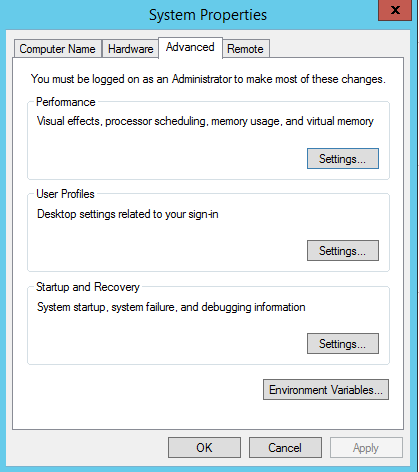 System Properties
x
Computer Name Hardware Advanced Remote
You must be logged on as an Administrator to make most of these changes.
Performance
Visual effects, processor scheduling, memory usage, and virtual memory
Settings...
User Profiles
Desktop settings related to your sign-in
Settings...
Startup and Recovery
System startup, system failure, and debugging information
Settings...
Environment Variables...
OK Cancel Apply